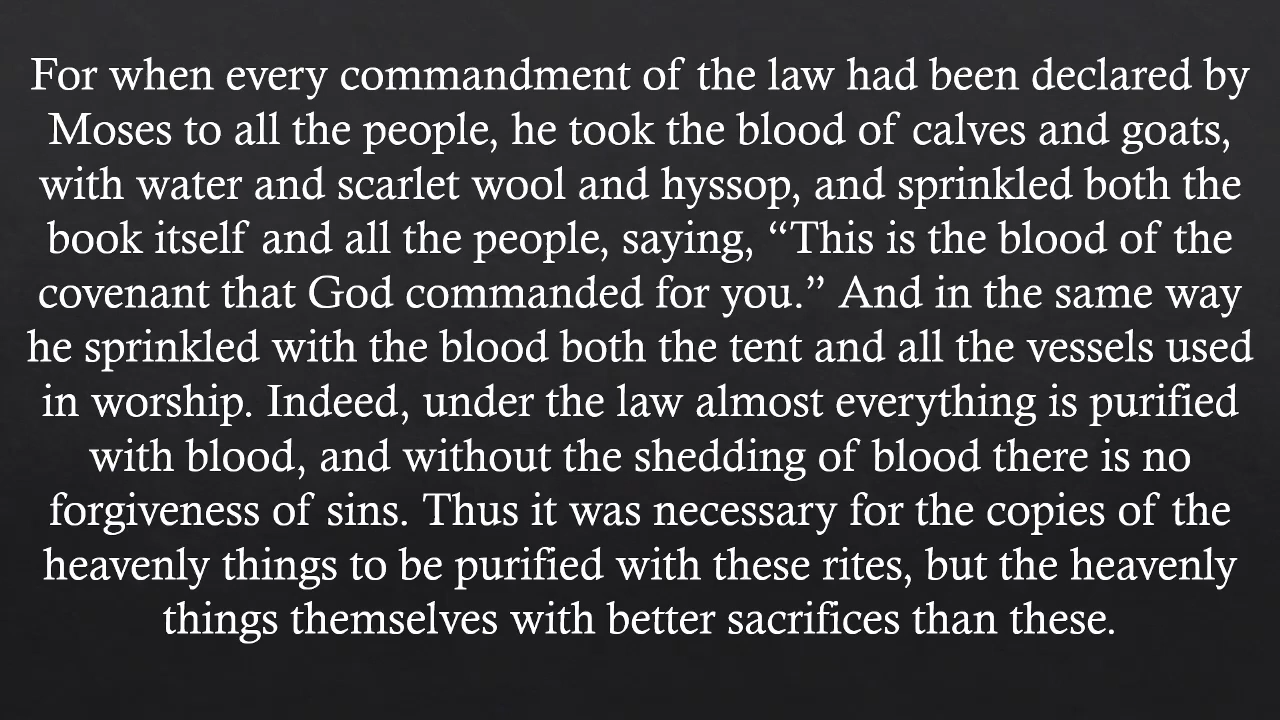 For when every commandment of the law had been declared by
Moses to all the people, he took the blood of calves and goats,
with water and scarlet wool and hyssop, and sprinkled both the
book itself and all the people, saying, “This is the blood of the
covenant that God commanded for you.” And in the same way
he sprinkled with the blood both the tent and all the vessels used
in worship. Indeed, under the law almost everything is purified
with blood, and without the shedding of blood there is no
forgiveness of sins. Thus it was necessary for the copies of the
heavenly things to be purified with these rites, but the heavenly
things themselves with better sacrifices than these.